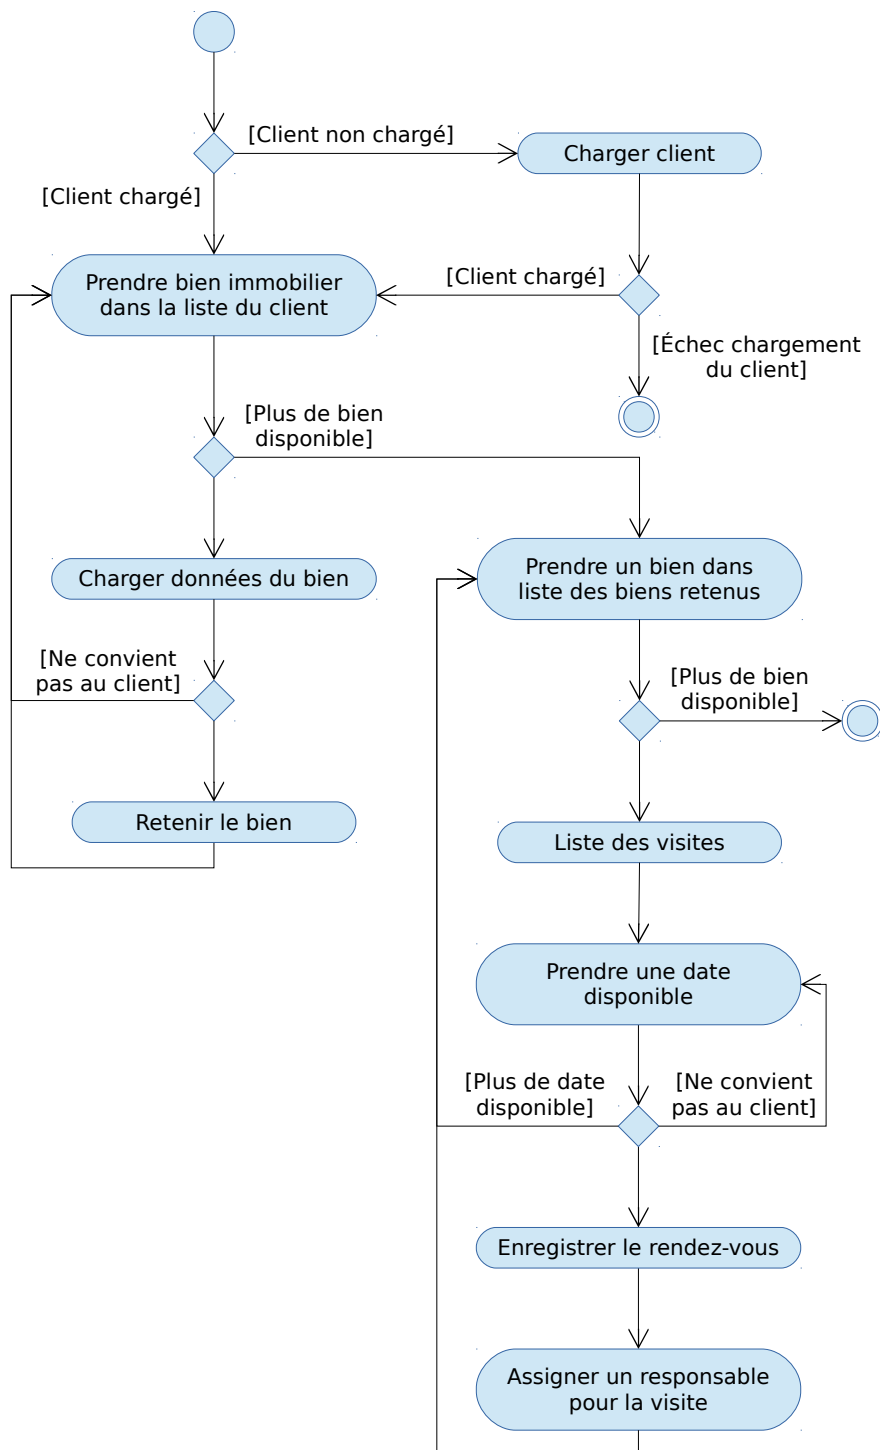 [Client non chargé]
Charger client
[Client chargé]
Prendre bien immobilier
dans la liste du client
[Client chargé]
[Échec chargement
du client]
[Plus de bien
disponible]
Charger données du bien
Prendre un bien dans
liste des biens retenus
[Ne convient
pas au client]
[Plus de bien
disponible]
Retenir le bien
Liste des visites
Prendre une date
disponible
[Plus de date
disponible]
[Ne convient
pas au client]
Enregistrer le rendez-vous
Assigner un responsable
pour la visite